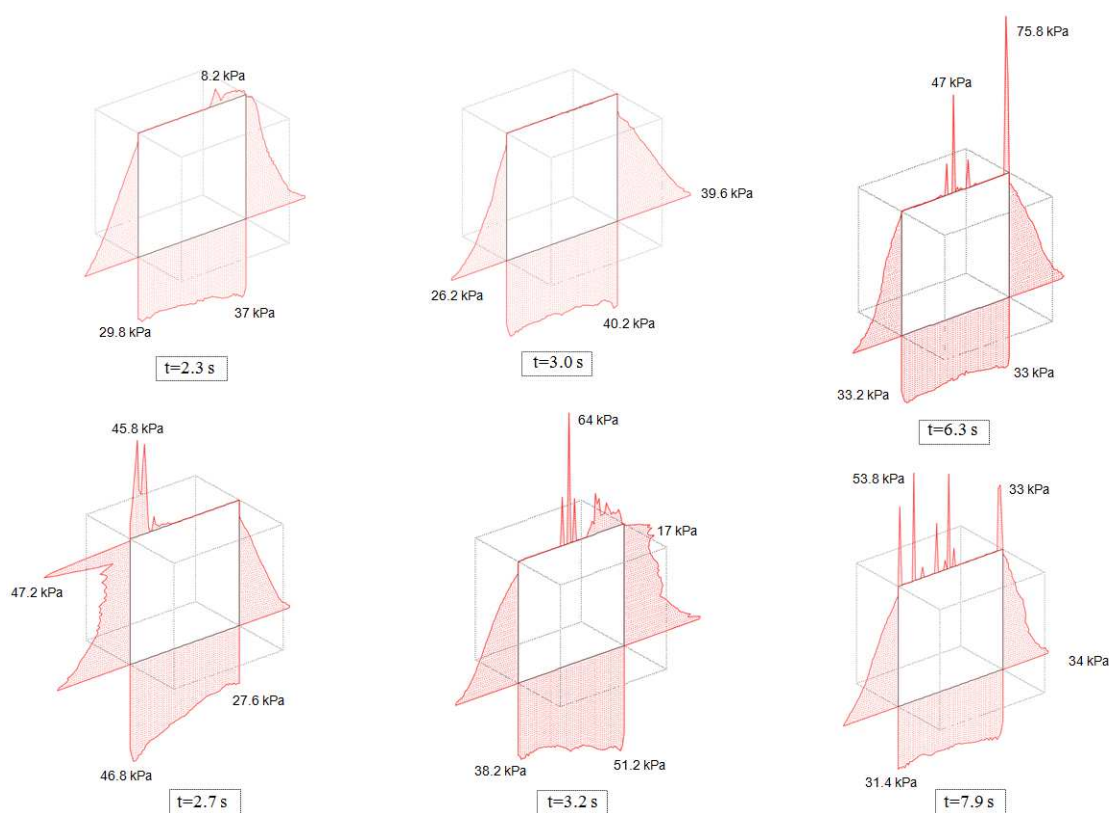 8.2 kPa
29.8 kPa
37 kPa
t=2.3 s
39.6 kPa
26.2 kPa
40.2 kPa
t=3.0 s
75.8 kPa
47 kPa
33.2 kPa
33 kPa
t=6.3 s
45.8 kPa
47.2 kPa
27.6 kPa
46.8 kPa
t=2.7 s
64 kPa
17 kPa
38.2 kPa
51.2 kPa
t=3.2 s
53.8 kPa
33 kPa
34 kPa
31.4 kPa
t=7.9 s